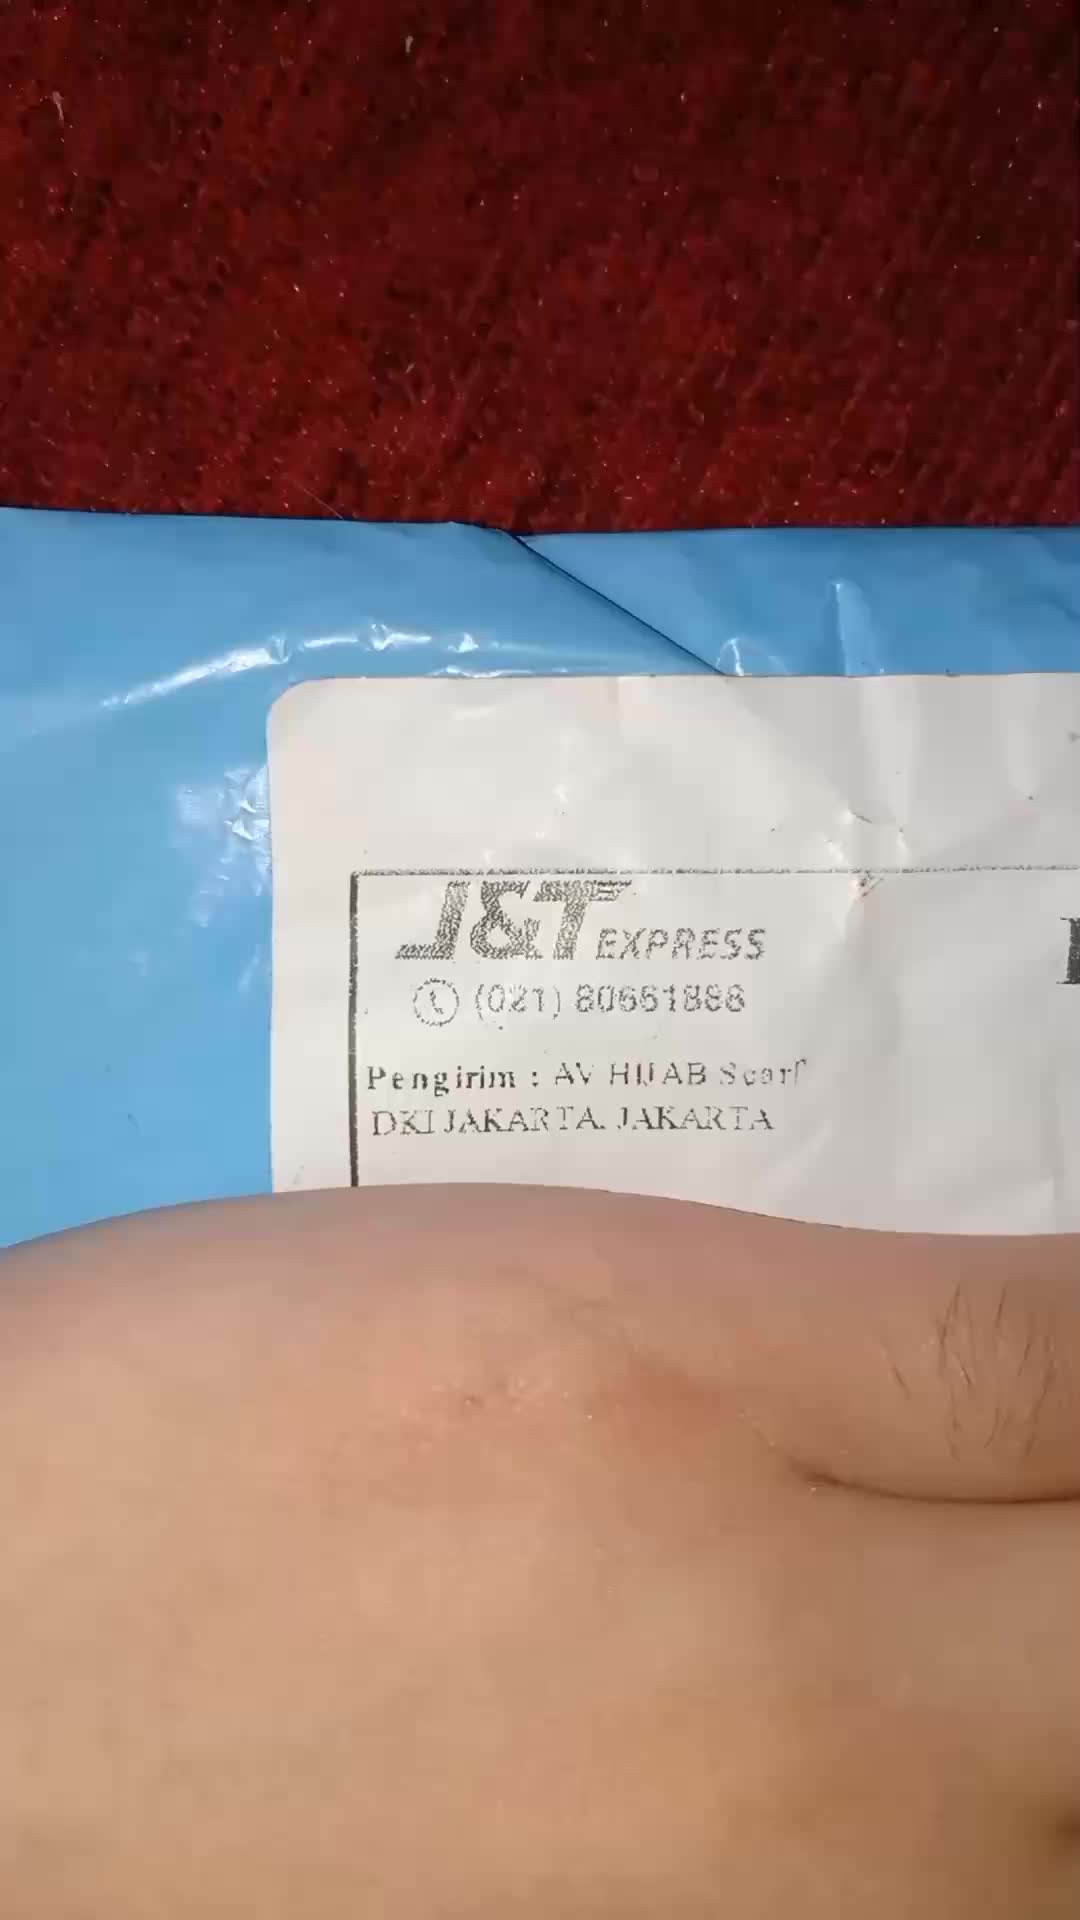 J&T EXPRESS
(021) 80661888
Pengirim : AV HIJAB Scarf
DKI JAKARTA, JAKARTA